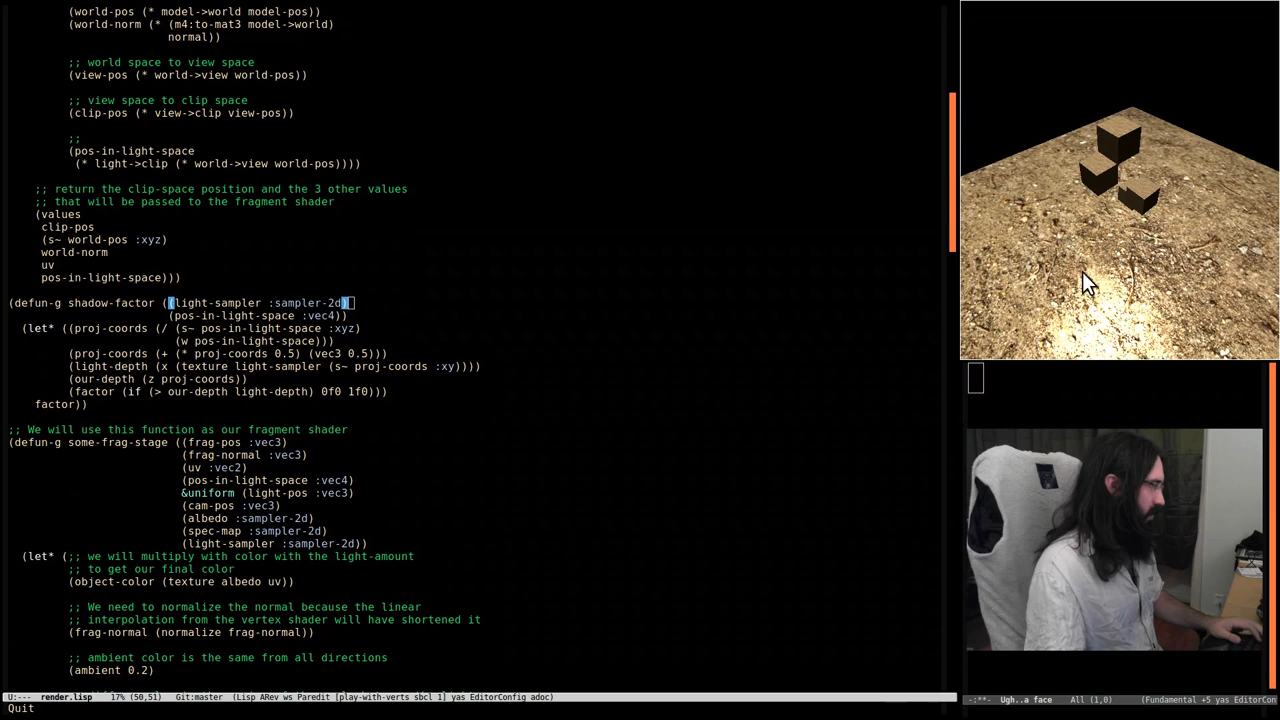 (world-pos (* model->world model-pos))
(world-norm (* (m4:to-mat3 model->world)
normal))
;; world space to view space
(view-pos (* world->view world-pos))
;; view space to clip space
(clip-pos (* view->clip view-pos))
;;
(pos-in-light-space
(* light->clip (* world->view world-pos))))
;; return the clip-space position and the 3 other values
;; that will be passed to the fragment shader
(values
clip-pos
(s~ world-pos :xyz)
world-norm
uv
pos-in-light-space)))
(defun-g shadow-factor ((light-sampler :sampler-2d)
(pos-in-light-space :vec4))
(let* ((proj-coords (/ (s~ pos-in-light-space :xyz)
(w pos-in-light-space)))
(proj-coords (+ (* proj-coords 0.5) (vec3 0.5)))
(light-depth (x (texture light-sampler (s~ proj-coords :xy))))
(our-depth (z proj-coords))
(factor (if (> our-depth light-depth) 0f0 1f0)))
factor))
;; We will use this function as our fragment shader
(defun-g some-frag-stage ((frag-pos :vec3)
(frag-normal :vec3)
(uv :vec2)
(pos-in-light-space :vec4)
&uniform (light-pos :vec3)
(cam-pos :vec3)
(albedo :sampler-2d)
(spec-map :sampler-2d)
(light-sampler :sampler-2d))
(let* (;; we will multiply with color with the light-amount
;; to get our final color
(object-color (texture albedo uv))
;; We need to normalize the normal because the linear
;; interpolation from the vertex shader will have shortened it
(frag-normal (normalize frag-normal))
;; ambient color is the same from all directions
(ambient 0.2)
U:--- render.lisp 17% (50,51) Git:master (Lisp ARev ws Paredit [play-with-verts sbcl 1] yas EditorConfig adoc)
-:**- Ugh..a face All (1,0) (Fundamental +5 yas EditorCon
Quit